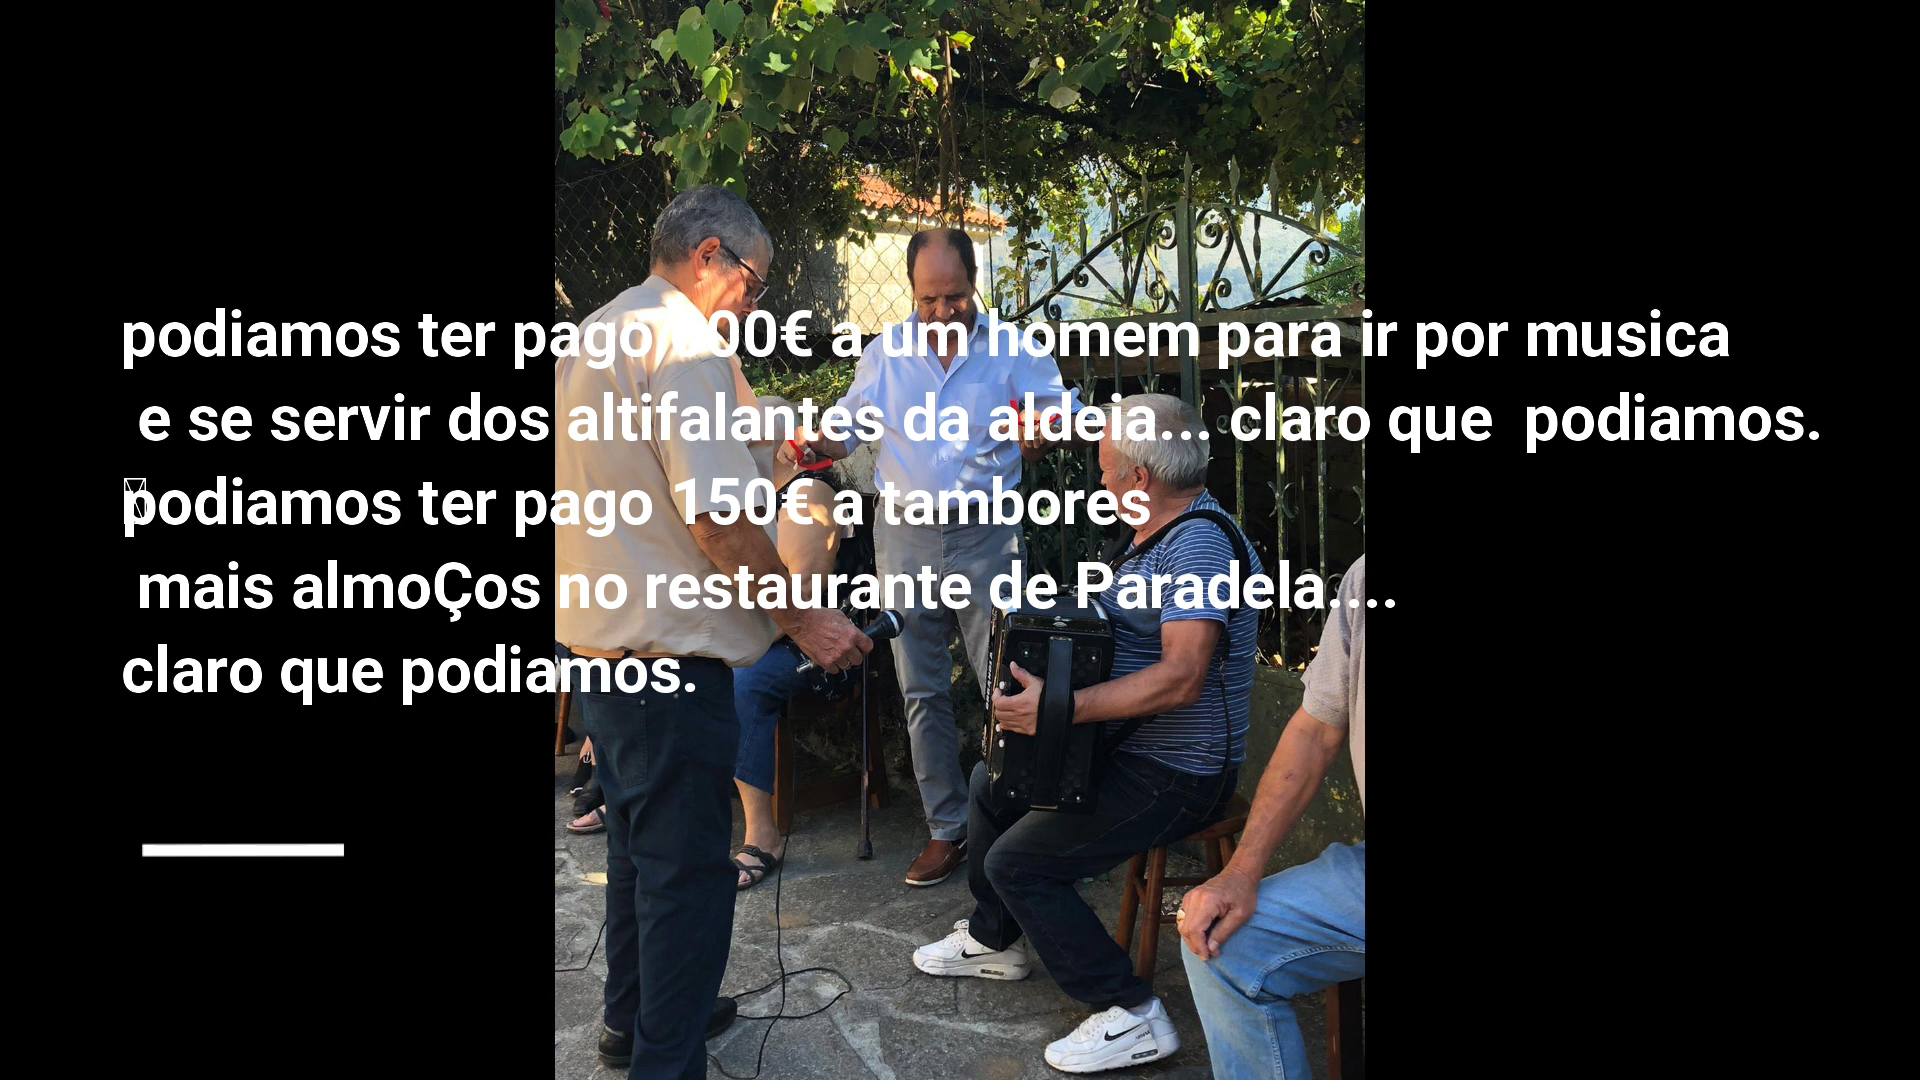 podiamos ter pago 00€ a um homem para ir por musica
e se servir dos altifalantes da aldeia... claro que podiamos.
podiamos ter pago 150€ a tambores
mais almoÇos no restaurante de Paradela....
claro que podiamos.